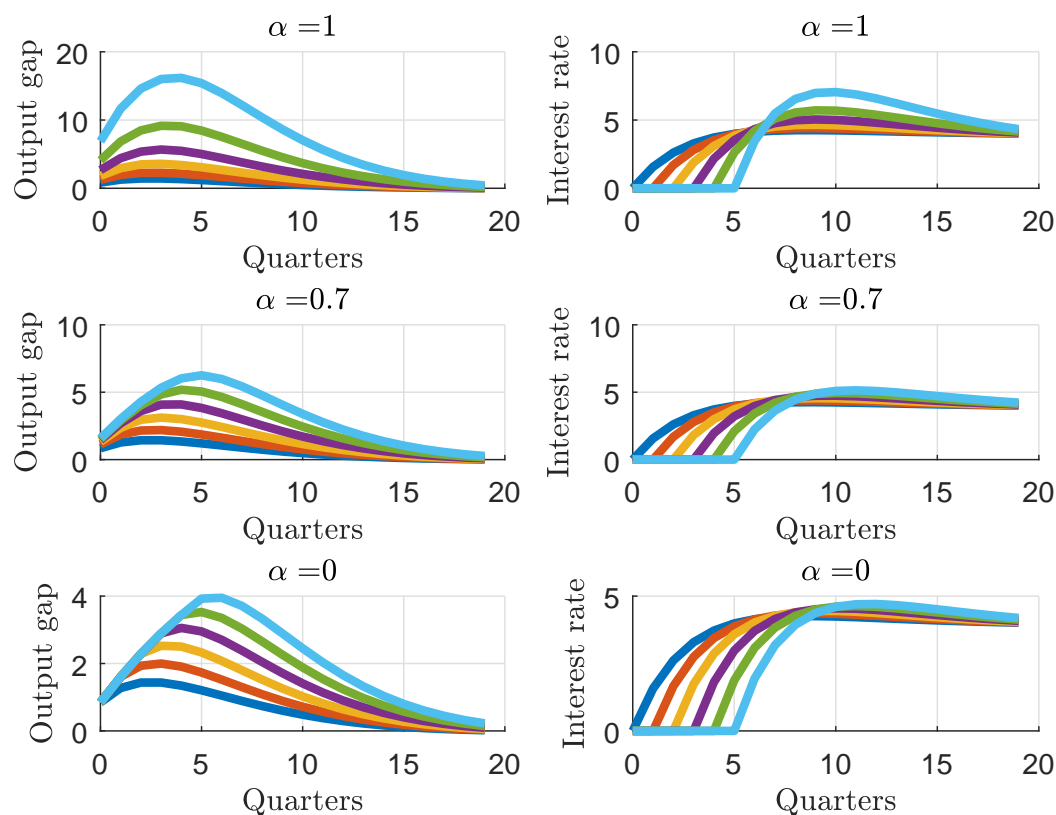 α =1
Output gap
20
10
0
0 5 10 15 20
Quarters
α =1
Interest rate
10
5
0
0 5 10 15 20
Quarters
α =0.7
Output gap
10
5
0
0 5 10 15 20
Quarters
α =0.7
Interest rate
10
5
0
0 5 10 15 20
Quarters
α =0
Output gap
4
2
0
0 5 10 15 20
Quarters
α =0
Interest rate
5
0
0 5 10 15 20
Quarters